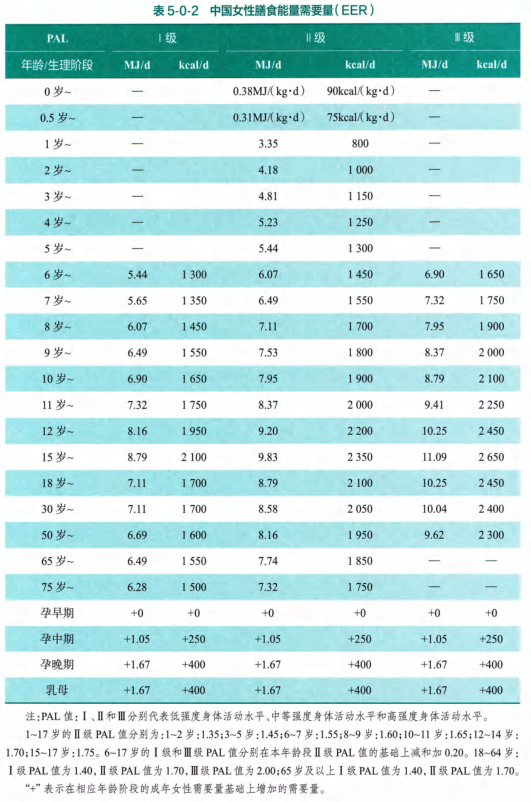 表 5-0-2 中国女性膳食能量需要量(EER)
PAL Ⅰ级 Ⅱ级 Ⅲ级
年龄/生理阶段 MJ/d kcal/d MJ/d kcal/d MJ/d kcal/d
0 岁~ — 0.38MJ/(kg·d) 90kcal/(kg·d) —
0.5 岁~ — 0.31MJ/(kg·d) 75kcal/(kg·d) —
1 岁~ — 3.35 800 —
2 岁~ — 4.18 1 000 —
3 岁~ — 4.81 1 150 —
4 岁~ — 5.23 1 250 —
5 岁~ — 5.44 1 300 —
6 岁~ 5.44 1 300 6.07 1 450 6.90 1 650
7 岁~ 5.65 1 350 6.49 1 550 7.32 1 750
8 岁~ 6.07 1 450 7.11 1 700 7.95 1 900
9 岁~ 6.49 1 550 7.53 1 800 8.37 2 000
10 岁~ 6.90 1 650 7.95 1 900 8.79 2 100
11 岁~ 7.32 1 750 8.37 2 000 9.41 2 250
12 岁~ 8.16 1 950 9.20 2 200 10.25 2 450
15 岁~ 8.79 2 100 9.83 2 350 11.09 2 650
18 岁~ 7.11 1 700 8.79 2 100 10.25 2 450
30 岁~ 7.11 1 700 8.58 2 050 10.04 2 400
50 岁~ 6.69 1 600 8.16 1 950 9.62 2 300
65 岁~ 6.49 1 550 7.74 1 850 — —
75 岁~ 6.28 1 500 7.32 1 750 — —
孕早期 +0 +0 +0 +0 +0 +0
孕中期 +1.05 +250 +1.05 +250 +1.05 +250
孕晚期 +1.67 +400 +1.67 +400 +1.67 +400
乳母 +1.67 +400 +1.67 +400 +1.67 +400
注:PAL 值:Ⅰ、Ⅱ和Ⅲ分别代表低强度身体活动水平、中等强度身体活动水平和高强度身体活动水平。
1~17 岁的Ⅱ级 PAL 值分别为:1~2 岁:1.35;3~5 岁:1.45;6~7 岁:1.55;8~9 岁:1.60;10~11 岁:1.65;12~14 岁:
1.70;15~17 岁:1.75。6~17 岁的Ⅰ级和Ⅲ级 PAL 值分别在本年龄段Ⅱ级 PAL 值的基础上减和加 0.20。18~64 岁:
Ⅰ级 PAL 值为 1.40,Ⅱ级 PAL 值为 1.70,Ⅲ级 PAL 值为 2.00;65 岁及以上Ⅰ级 PAL 值为 1.40,Ⅱ级 PAL 值为 1.70。
“+”表示在相应年龄阶段的成年女性需要量基础上增加的需要量。